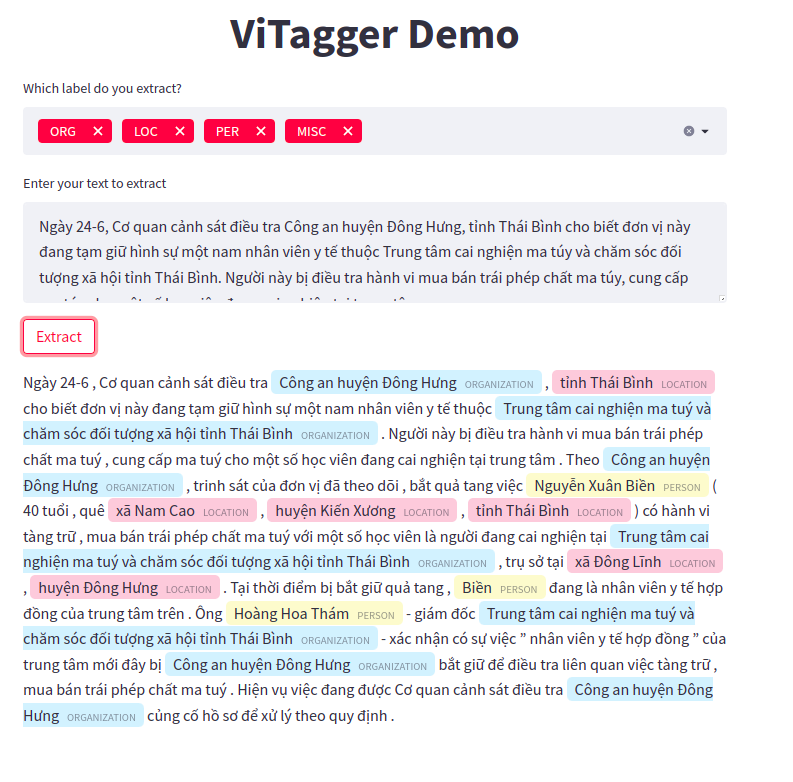 ViTagger Demo
Which label do you extract?
ORG LOC PER MISC
Enter your text to extract
Ngày 24-6, Cơ quan cảnh sát điều tra Công an huyện Đông Hưng, tỉnh Thái Bình cho biết đơn vị này
đang tạm giữ hình sự một nam nhân viên y tế thuộc Trung tâm cai nghiện ma túy và chăm sóc đối
tượng xã hội tỉnh Thái Bình. Người này bị điều tra hành vi mua bán trái phép chất ma túy, cung cấp
Extract
Ngày 24-6 , Cơ quan cảnh sát điều tra Công an huyện Đông Hưng ORGANIZATION , tỉnh Thái Bình LOCATION
cho biết đơn vị này đang tạm giữ hình sự một nam nhân viên y tế thuộc Trung tâm cai nghiện ma tuý và
chăm sóc đối tượng xã hội tỉnh Thái Bình ORGANIZATION . Người này bị điều tra hành vi mua bán trái phép
chất ma tuý , cung cấp ma tuý cho một số học viên đang cai nghiện tại trung tâm . Theo Công an huyện
Đông Hưng ORGANIZATION , trinh sát của đơn vị đã theo dõi , bắt quả tang việc Nguyễn Xuân Biền PERSON (
40 tuổi , quê xã Nam Cao LOCATION , huyện Kiến Xương LOCATION , tỉnh Thái Bình LOCATION ) có hành vi
tàng trữ , mua bán trái phép chất ma tuý với một số học viên là người đang cai nghiện tại Trung tâm cai
nghiện ma tuý và chăm sóc đối tượng xã hội tỉnh Thái Bình ORGANIZATION , trụ sở tại xã Đông Lĩnh LOCATION
, huyện Đông Hưng LOCATION . Tại thời điểm bị bắt giữ quả tang , Biền PERSON đang là nhân viên y tế hợp
đồng của trung tâm trên . Ông Hoàng Hoa Thám PERSON - giám đốc Trung tâm cai nghiện ma tuý và
chăm sóc đối tượng xã hội tỉnh Thái Bình ORGANIZATION - xác nhận có sự việc ” nhân viên y tế hợp đồng ” của
trung tâm mới đây bị Công an huyện Đông Hưng ORGANIZATION bắt giữ để điều tra liên quan việc tàng trữ ,
mua bán trái phép chất ma tuý . Hiện vụ việc đang được Cơ quan cảnh sát điều tra Công an huyện Đông
Hưng ORGANIZATION củng cố hồ sơ để xử lý theo quy định .